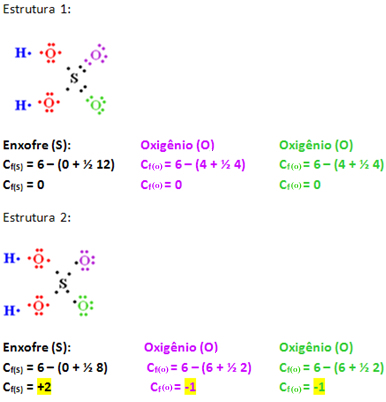 Estrutura 1:
H O O
S
H O O
Enxofre (S): Oxigênio (O) Oxigênio (O)
Cf(S) = 6 – (0 + ½ 12) Cf(O) = 6 – (4 + ½ 4) Cf(O) = 6 – (4 + ½ 4)
Cf(S) = 0 Cf(O) = 0 Cf(O) = 0
Estrutura 2:
H O O
S
H O O
Enxofre (S): Oxigênio (O) Oxigênio (O)
Cf(S) = 6 – (0 + ½ 8) Cf(O) = 6 – (6 + ½ 2) Cf(O) = 6 – (6 + ½ 2)
Cf(S) = +2 Cf(O) = -1 Cf(O) = -1